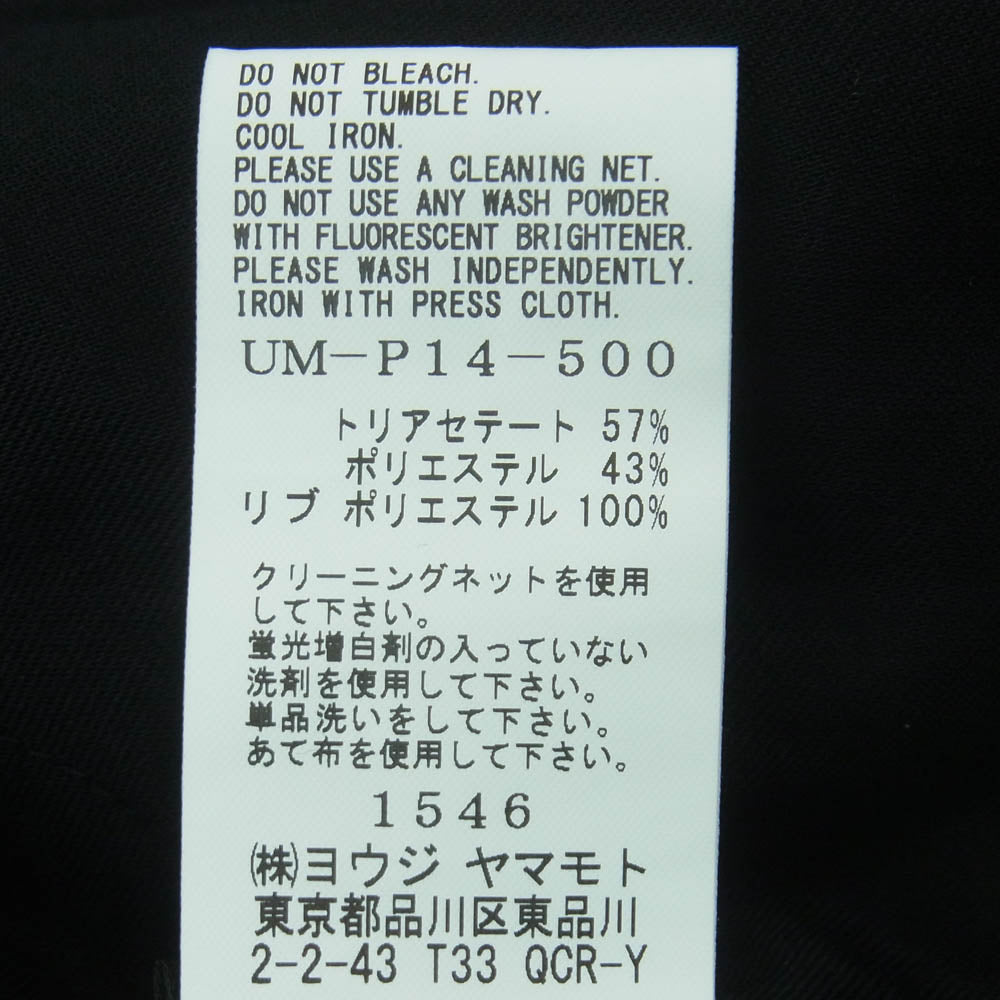 DO NOT BLEACH.
DO NOT TUMBLE DRY.
COOL IRON.
PLEASE USE A CLEANING NET.
DO NOT USE ANY WASH POWDER
WITH FLUORESCENT BRIGHTENER.
PLEASE WASH INDEPENDENTLY.
IRON WITH PRESS CLOTH.
UM－P14－500
トリアセテート 57%
ポリエステル 43%
リブ ポリエステル 100%
クリーニングネットを使用
して下さい。
蛍光増白剤の入っていない
洗剤を使用して下さい。
単品洗いをして下さい。
あて布を使用して下さい。
1546
㈱ヨウジ ヤマモト
東京都品川区東品川
2-2-43 T33 QCR-Y